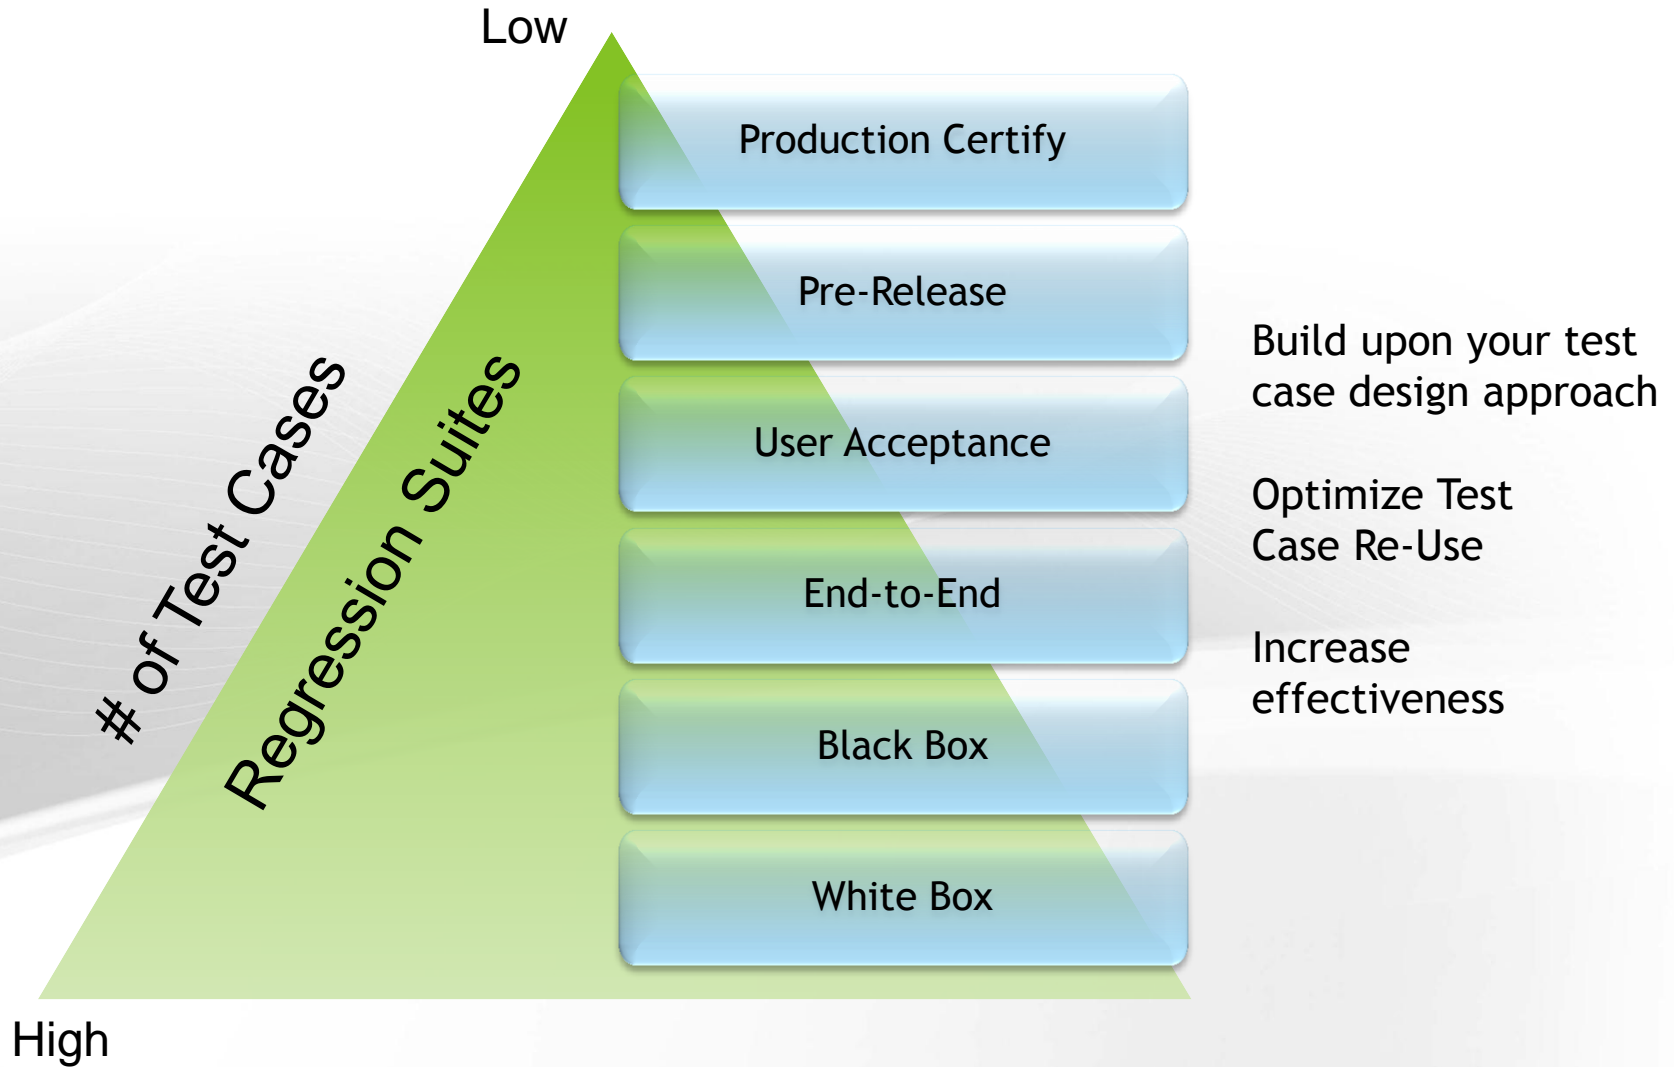 Low
Production Certify
Pre-Release
User Acceptance
End-to-End
Black Box
White Box
# of Test Cases
Regression Suites
Build upon your test
case design approach
Optimize Test
Case Re-Use
Increase
effectiveness
High